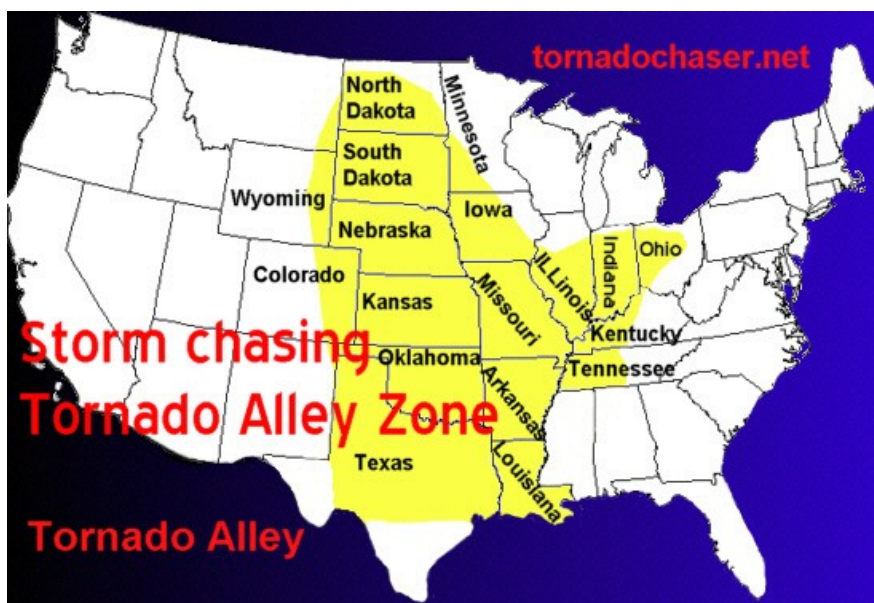 tornadochaser.net
North
Dakota
Minnesota
South
Dakota
Wyoming
Iowa
Nebraska
Ohio
Indiana
ILLinois
Colorado
Missouri
Kansas
Kentucky
Storm chasing
Oklahoma
Tennessee
Arkansas
Tornado Alley Zone
Texas
Louisiana
Tornado Alley